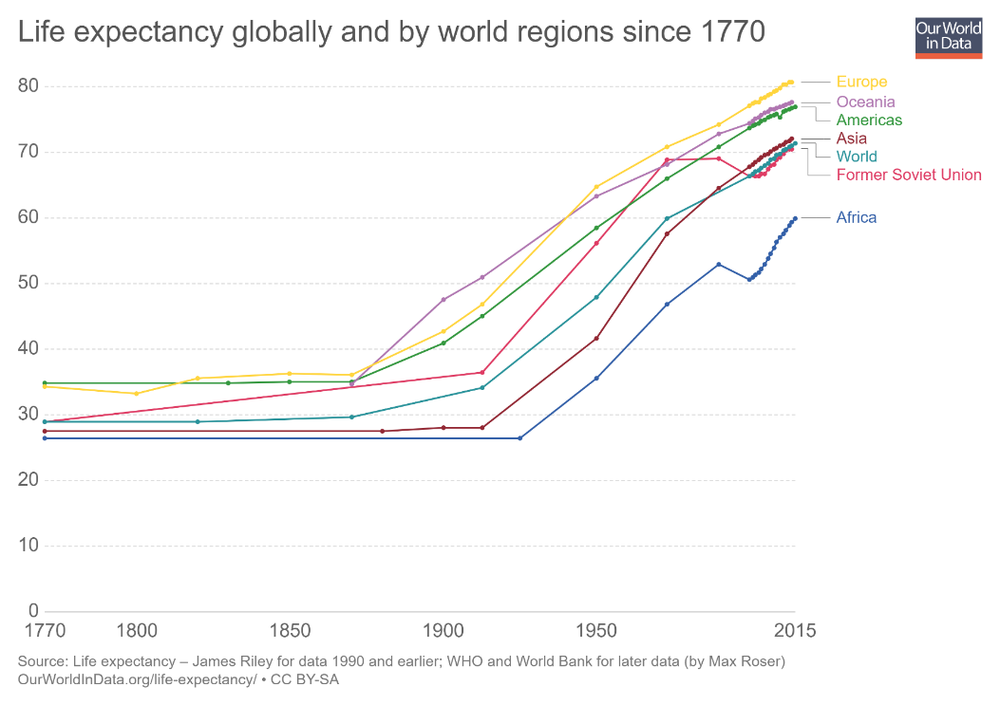 Life expectancy globally and by world regions since 1770
Our World
in Data
80
70
60
50
40
30
20
10
0
Europe
Oceania
Americas
Asia
World
Former Soviet Union
Africa
1770 1800 1850 1900 1950 2015
Source: Life expectancy – James Riley for data 1990 and earlier; WHO and World Bank for later data (by Max Roser)
OurWorldInData.org/life-expectancy/ • CC BY-SA